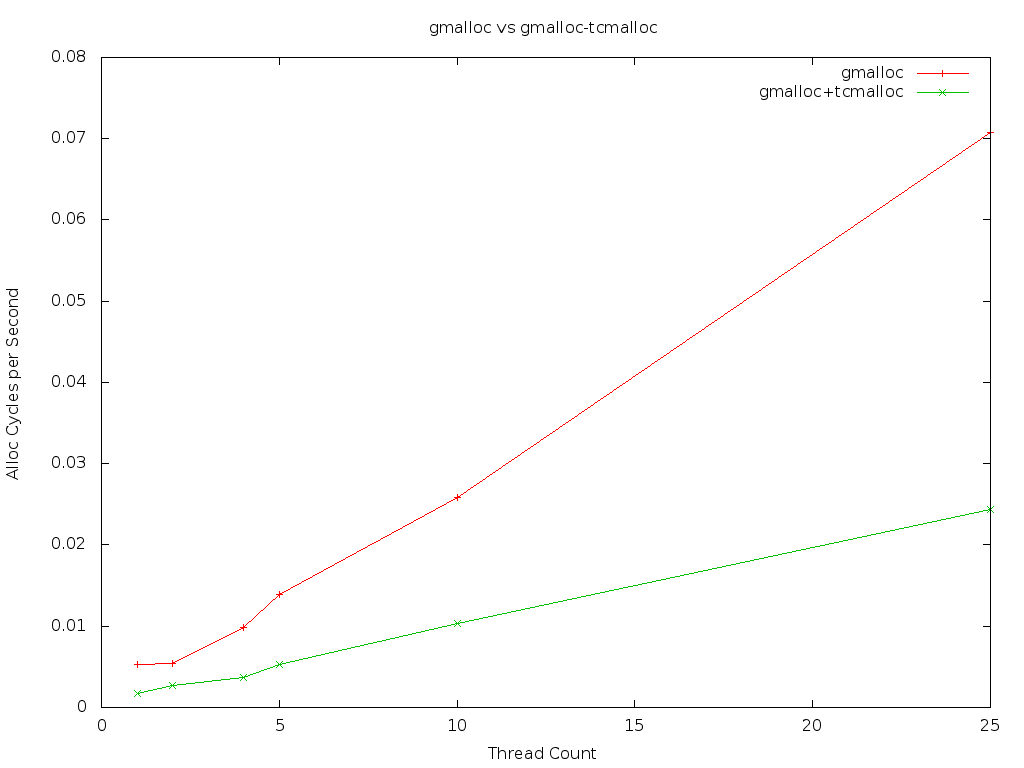 gmalloc vs gmalloc-tcmalloc
gmalloc
gmalloc+tcmalloc
0.08
0.07
0.06
0.05
0.04
0.03
0.02
0.01
0
Alloc Cycles per Second
0 5 10 15 20 25
Thread Count